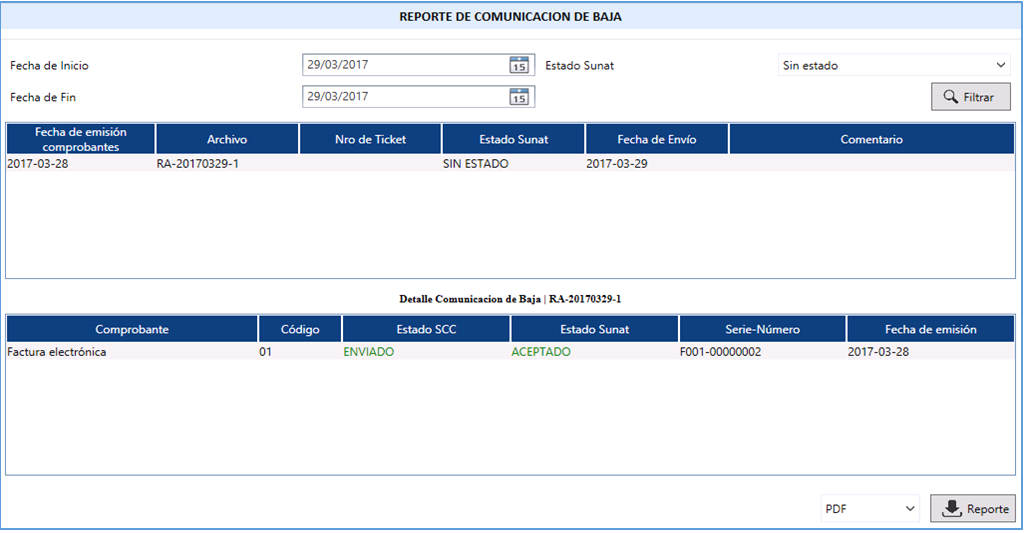 REPORTE DE COMUNICACION DE BAJA
Fecha de Inicio 29/03/2017 15 Estado Sunat Sin estado
Fecha de Fin 29/03/2017 15 Filtrar
Fecha de emisión comprobantes Archivo Nro de Ticket Estado Sunat Fecha de Envío Comentario
2017-03-28 RA-20170329-1 SIN ESTADO 2017-03-29
Detalle Comunicacion de Baja | RA-20170329-1
Comprobante Código Estado SCC Estado Sunat Serie-Número Fecha de emisión
Factura electrónica 01 ENVIADO ACEPTADO F001-00000002 2017-03-28
PDF Reporte